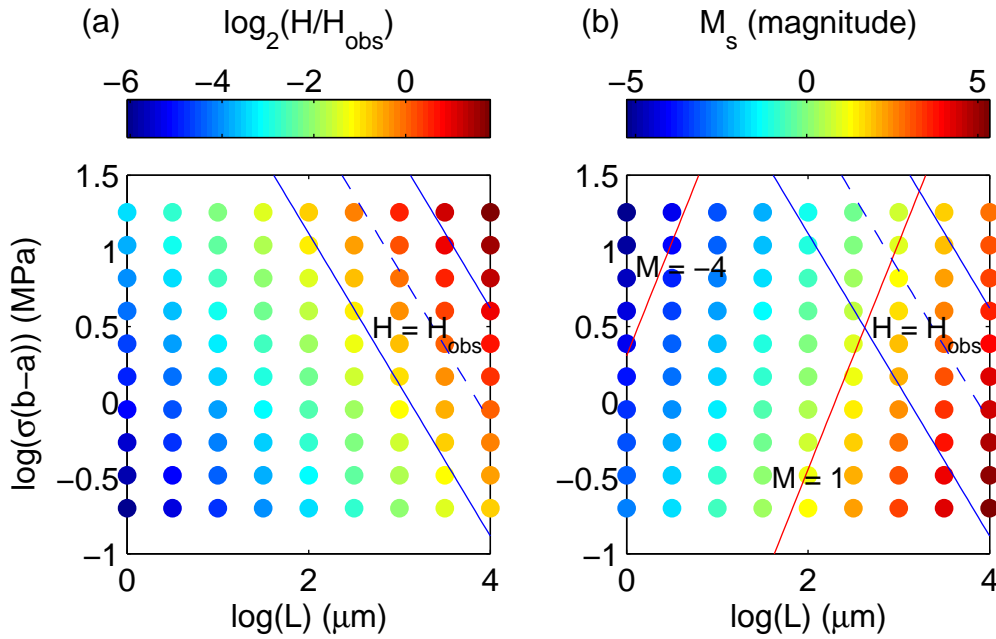 (a) log₂(H/Hobs)
−6 −4 −2 0
1.5
1
0.5
0
−0.5
−1
log(σ(b−a)) (MPa)
H = Hobs
0 2 4
log(L) (μm)
(b) Ms (magnitude)
−5 0 5
1.5
1
0.5
0
−0.5
−1
M = −4
H = Hobs
M = 1
0 2 4
log(L) (μm)